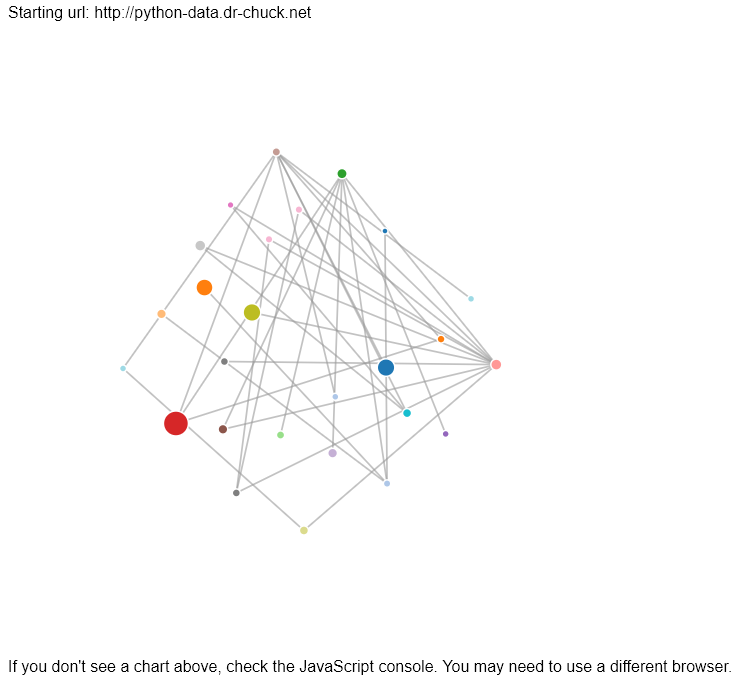 Starting url: http://python-data.dr-chuck.net
If you don't see a chart above, check the JavaScript console. You may need to use a different browser.